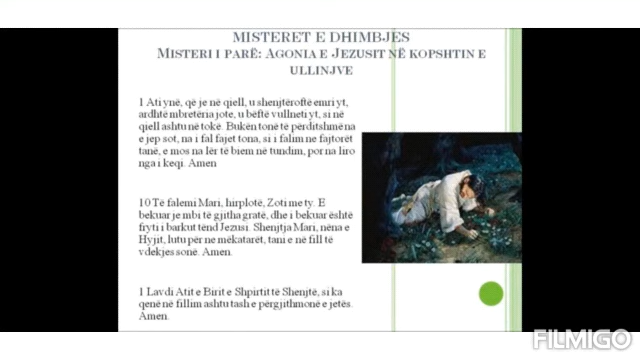 MISTERET E DHIMBJES
MISTERI I PARË: AGONIA E JEZUSIT NË KOPSHTIN E
ULLINJVE
1 Ati ynë, që je në qiell, u shenjtëroftë emri yt,
ardhtë mbretëria jote, u bëftë vullneti yt, si në
qiell ashtu në tokë. Bukën tonë të përditshmë na
e jep sot, na i fal fajet tona, si i falim ne fajtorët
tanë, e mos na lër të biem në tundim, por na liro
nga i keqi. Amen
10 Të falemi Mari, hirplotë, Zoti me ty. E
bekuar je mbi të gjitha gratë, dhe i bekuar është
fryti i barkut tënd Jezusi. Shenjtja Mari, nëna e
Hyjit, lutu për ne mëkatarët, tani e në fill të
vdekjes sonë. Amen.
1 Lavdi Atit e Birit e Shpirtit të Shenjtë, si ka
qenë në fillim ashtu tash e përgjithmonë e jetës.
Amen.
FILMIGO